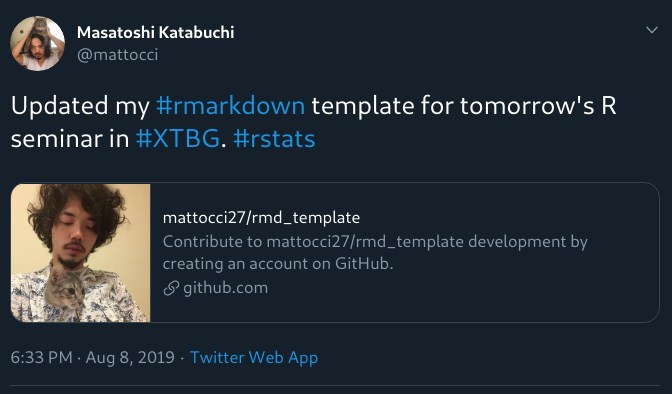 Masatoshi Katabuchi
@mattocci
Updated my #rmarkdown template for tomorrow's R
seminar in #XTBG. #rstats
mattocci27/rmd_template
Contribute to mattocci27/rmd_template development by
creating an account on GitHub.
github.com
6:33 PM · Aug 8, 2019 · Twitter Web App